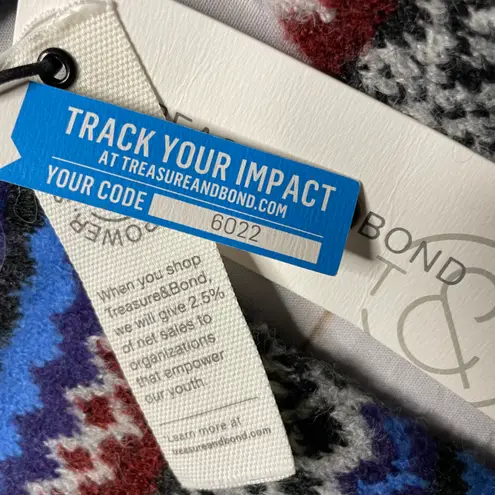 TRACK YOUR IMPACT
AT TREASUREANDBOND.COM
YOUR CODE 6022
BOND
&
POWER
When you shop
Treasure&Bond,
we will give 2.5%
of net sales to
organizations
that empower
our youth.
Learn more at
treasureandbond.com